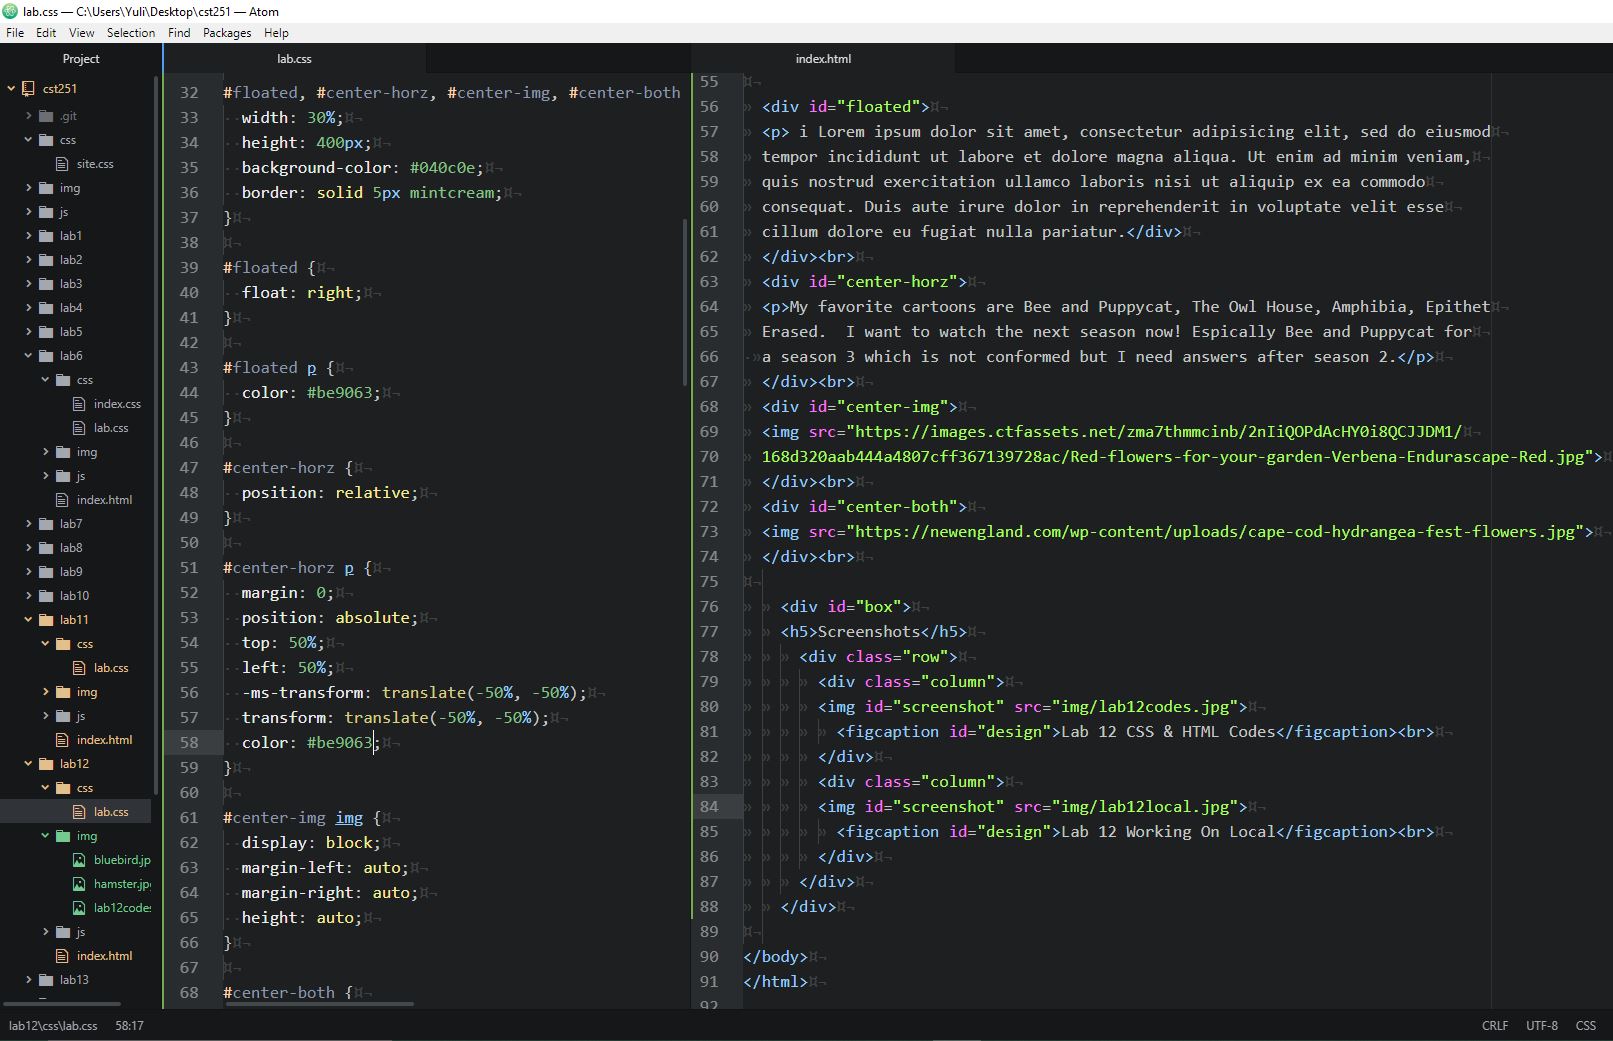 lab.css — C:\Users\Yuli\Desktop\cst251 — Atom
File Edit View Selection Find Packages Help
Project
cst251
.git
css
site.css
img
js
lab1
lab2
lab3
lab4
lab5
lab6
css
index.css
lab.css
img
js
index.html
lab7
lab8
lab9
lab10
lab11
css
lab.css
img
js
index.html
lab12
css
lab.css
img
bluebird.jp
hamster.jpg
lab12codes
js
index.html
lab13
lab.css
32 #floated, #center-horz, #center-img, #center-both
33 width: 30%;
34 height: 400px;
35 background-color: #040c0e;
36 border: solid 5px mintcream;
37 }
38
39 #floated {
40 float: right;
41 }
42
43 #floated p {
44 color: #be9063;
45 }
46
47 #center-horz {
48 position: relative;
49 }
50
51 #center-horz p {
52 margin: 0;
53 position: absolute;
54 top: 50%;
55 left: 50%;
56 -ms-transform: translate(-50%, -50%);
57 transform: translate(-50%, -50%);
58 color: #be9063;
59 }
60
61 #center-img img {
62 display: block;
63 margin-left: auto;
64 margin-right: auto;
65 height: auto;
66 }
67
68 #center-both {
index.html
55
56 <div id="floated">
57 <p> i Lorem ipsum dolor sit amet, consectetur adipisicing elit, sed do eiusmod
58 tempor incididunt ut labore et dolore magna aliqua. Ut enim ad minim veniam,
59 quis nostrud exercitation ullamco laboris nisi ut aliquip ex ea commodo
60 consequat. Duis aute irure dolor in reprehenderit in voluptate velit esse
61 cillum dolore eu fugiat nulla pariatur.</div>
62 </div><br>
63 <div id="center-horz">
64 <p>My favorite cartoons are Bee and Puppycat, The Owl House, Amphibia, Epithet
65 Erased.  I want to watch the next season now! Espically Bee and Puppycat for
66 a season 3 which is not conformed but I need answers after season 2.</p>
67 </div><br>
68 <div id="center-img">
69 <img src="https://images.ctfassets.net/zma7thmmcinb/2nIiQOPdAcHY0i8QCJJDM1/
70 168d320aab444a4807cff367139728ac/Red-flowers-for-your-garden-Verbena-Endurascape-Red.jpg">
71 </div><br>
72 <div id="center-both">
73 <img src="https://newengland.com/wp-content/uploads/cape-cod-hydrangea-fest-flowers.jpg">
74 </div><br>
75
76 <div id="box">
77 <h5>Screenshots</h5>
78 <div class="row">
79 <div class="column">
80 <img id="screenshot" src="img/lab12codes.jpg">
81 <figcaption id="design">Lab 12 CSS & HTML Codes</figcaption><br>
82 </div>
83 <div class="column">
84 <img id="screenshot" src="img/lab12local.jpg">
85 <figcaption id="design">Lab 12 Working On Local</figcaption><br>
86 </div>
87 </div>
88 </div>
89
90 </body>
91 </html>
92
lab12\css\lab.css 58:17
CRLF UTF-8 CSS